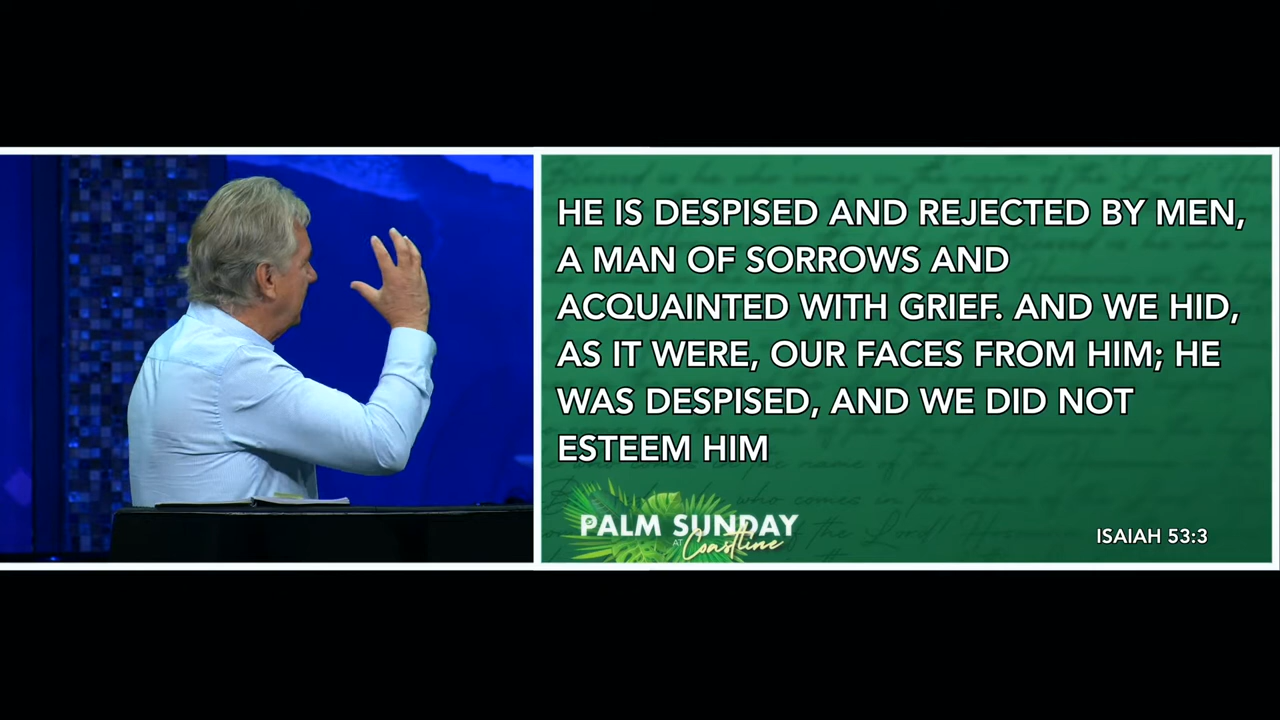 HE IS DESPISED AND REJECTED BY MEN,
A MAN OF SORROWS AND
ACQUAINTED WITH GRIEF. AND WE HID,
AS IT WERE, OUR FACES FROM HIM; HE
WAS DESPISED, AND WE DID NOT
ESTEEM HIM
PALM SUNDAY
AT Coastline
ISAIAH 53:3